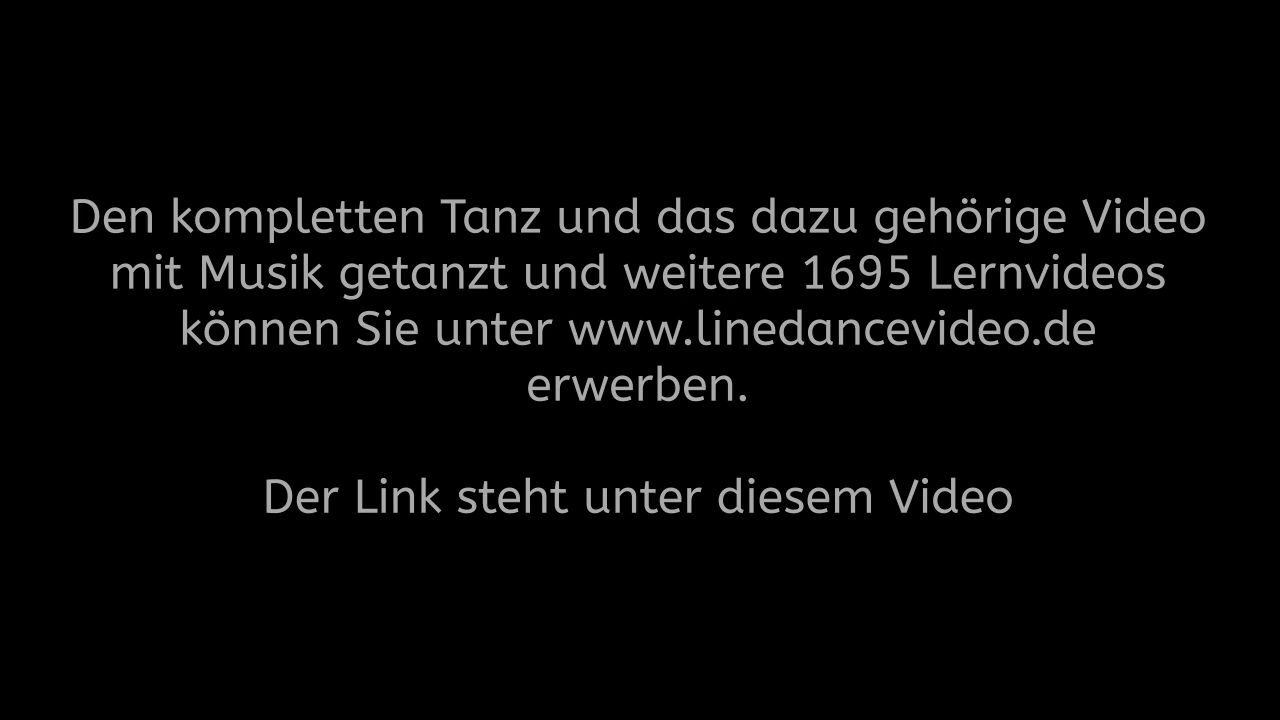 Den kompletten Tanz und das dazu gehörige Video
mit Musik getanzt und weitere 1695 Lernvideos
können Sie unter www.linedancevideo.de
erwerben.
Der Link steht unter diesem Video